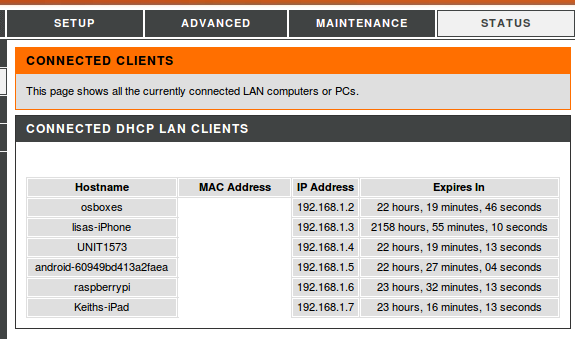 SETUP ADVANCED MAINTENANCE STATUS
CONNECTED CLIENTS
This page shows all the currently connected LAN computers or PCs.
CONNECTED DHCP LAN CLIENTS
Hostname MAC Address IP Address Expires In
osboxes 192.168.1.2 22 hours, 19 minutes, 46 seconds
lisas-iPhone 192.168.1.3 2158 hours, 55 minutes, 10 seconds
UNIT1573 192.168.1.4 22 hours, 19 minutes, 13 seconds
android-60949bd413a2faea 192.168.1.5 22 hours, 27 minutes, 04 seconds
raspberrypi 192.168.1.6 23 hours, 32 minutes, 13 seconds
Keiths-iPad 192.168.1.7 23 hours, 16 minutes, 13 seconds